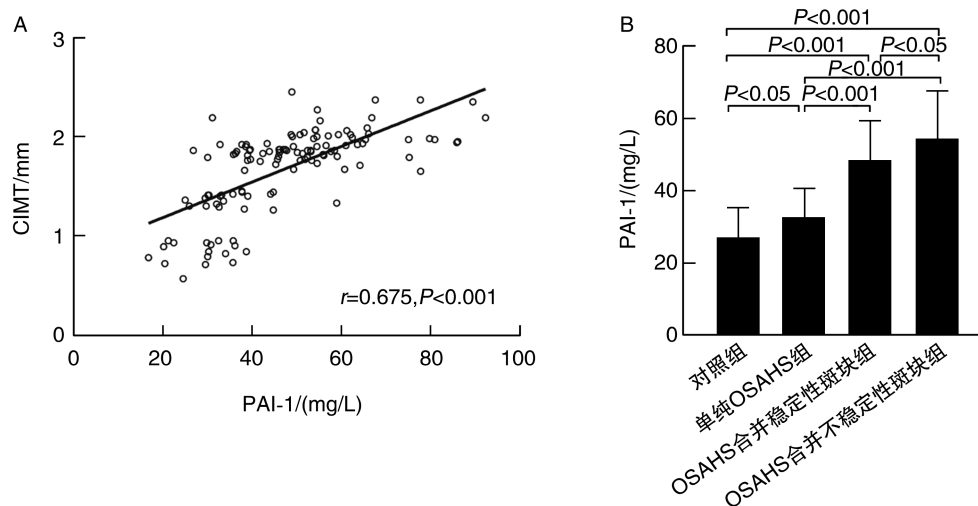 A
CIMT/mm
3
2
1
0
r=0.675,P<0.001
0 20 40 60 80 100
PAI-1/(mg/L)
B
PAI-1/(mg/L)
P<0.001
P<0.001 P<0.05
P<0.001
P<0.05 P<0.001
80
60
40
20
0
对照组
单纯OSAHS组
OSAHS合并稳定性斑块组
OSAHS合并不稳定性斑块组